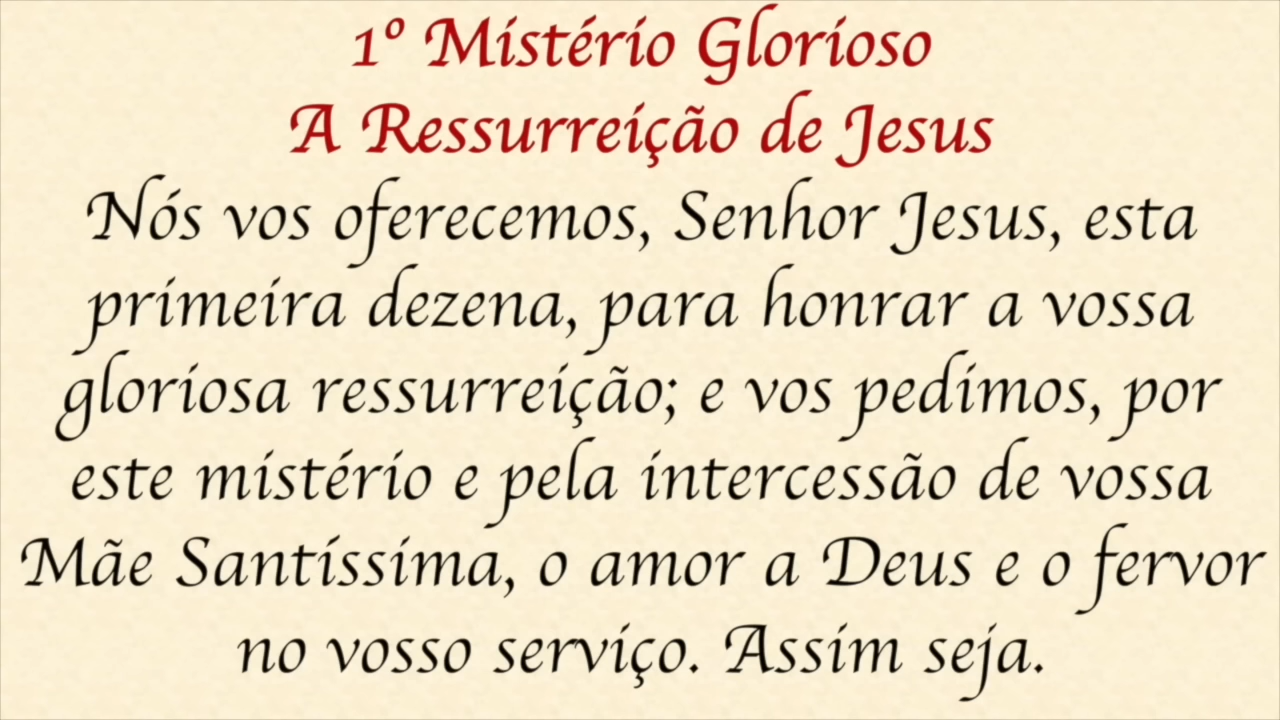 1º Mistério Glorioso
A Ressurreição de Jesus
Nós vos oferecemos, Senhor Jesus, esta
primeira dezena, para honrar a vossa
gloriosa ressurreição; e vos pedimos, por
este mistério e pela intercessão de vossa
Mãe Santíssima, o amor a Deus e o fervor
no vosso serviço. Assim seja.